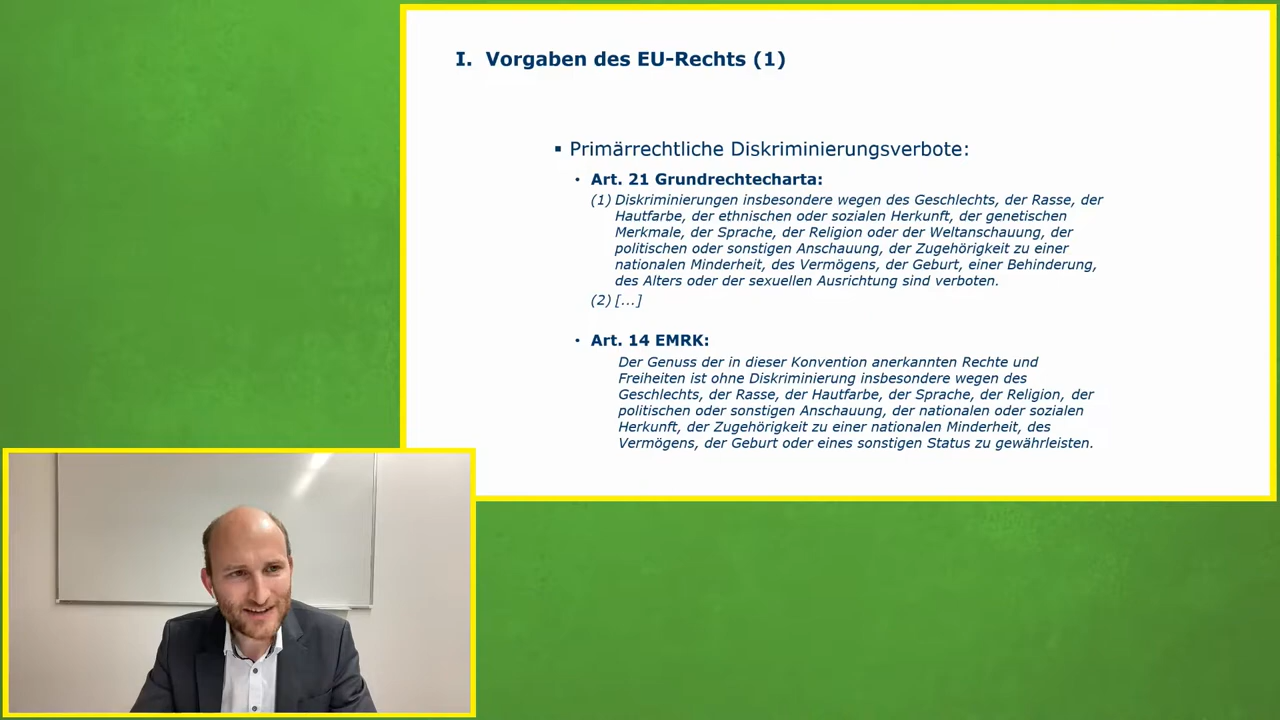 I. Vorgaben des EU-Rechts (1)
▪ Primärrechtliche Diskriminierungsverbote:
• Art. 21 Grundrechtecharta:
(1) Diskriminierungen insbesondere wegen des Geschlechts, der Rasse, der
Hautfarbe, der ethnischen oder sozialen Herkunft, der genetischen
Merkmale, der Sprache, der Religion oder der Weltanschauung, der
politischen oder sonstigen Anschauung, der Zugehörigkeit zu einer
nationalen Minderheit, des Vermögens, der Geburt, einer Behinderung,
des Alters oder der sexuellen Ausrichtung sind verboten.
(2) [...]
• Art. 14 EMRK:
Der Genuss der in dieser Konvention anerkannten Rechte und
Freiheiten ist ohne Diskriminierung insbesondere wegen des
Geschlechts, der Rasse, der Hautfarbe, der Sprache, der Religion, der
politischen oder sonstigen Anschauung, der nationalen oder sozialen
Herkunft, der Zugehörigkeit zu einer nationalen Minderheit, des
Vermögens, der Geburt oder eines sonstigen Status zu gewährleisten.